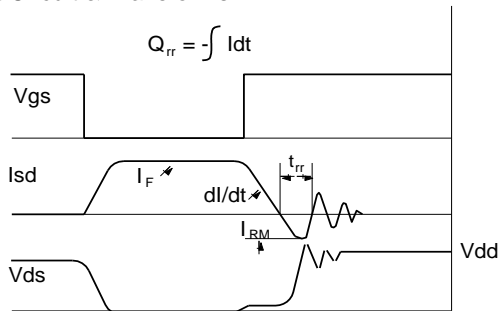 Q_rr = -∫ Idt
Vgs
t_rr
Isd
I_F
dI/dt
I_RM
Vdd
Vds